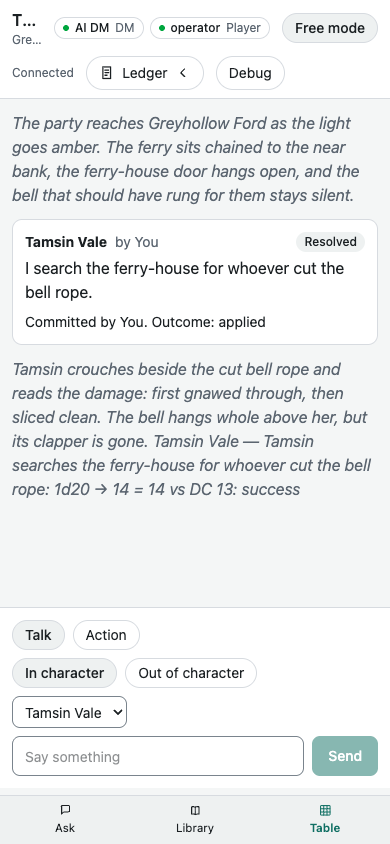 T...
Gre...
AI DM DM
operator Player
Free mode
Connected
Ledger
Debug
The party reaches Greyhollow Ford as the light
goes amber. The ferry sits chained to the near
bank, the ferry-house door hangs open, and the
bell that should have rung for them stays silent.
Tamsin Vale by You
Resolved
I search the ferry-house for whoever cut the
bell rope.
Committed by You. Outcome: applied
Tamsin crouches beside the cut bell rope and
reads the damage: first gnawed through, then
sliced clean. The bell hangs whole above her, but
its clapper is gone. Tamsin Vale — Tamsin
searches the ferry-house for whoever cut the bell
rope: 1d20 → 14 = 14 vs DC 13: success
Talk
Action
In character
Out of character
Tamsin Vale
Say something
Send
Ask
Library
Table